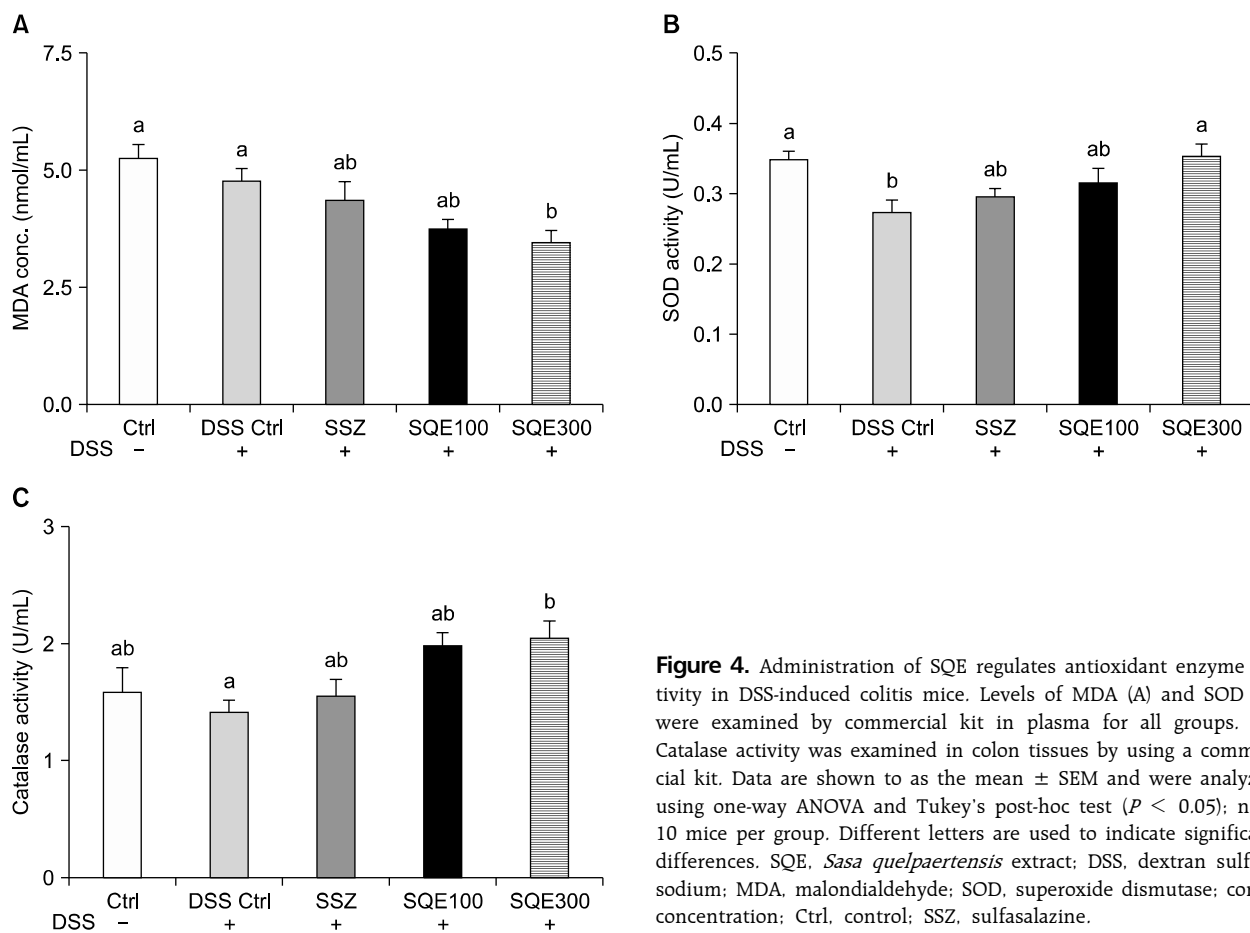 A
7.5
5.0
2.5
0.0
MDA conc. (nmol/mL)
a
a
ab
ab
b
Ctrl DSS Ctrl SSZ SQE100 SQE300
DSS − + + + +
B
0.5
0.4
0.3
0.2
0.1
0.0
SOD activity (U/mL)
a
b
ab
ab
a
Ctrl DSS Ctrl SSZ SQE100 SQE300
DSS − + + + +
C
3
2
1
0
Catalase activity (U/mL)
ab
a
ab
ab
b
Ctrl DSS Ctrl SSZ SQE100 SQE300
DSS − + + + +
Figure 4. Administration of SQE regulates antioxidant enzyme
tivity in DSS-induced colitis mice. Levels of MDA (A) and SOD
were examined by commercial kit in plasma for all groups.
Catalase activity was examined in colon tissues by using a comme
cial kit. Data are shown to as the mean ± SEM and were analyz
using one-way ANOVA and Tukey's post-hoc test (P < 0.05); n
10 mice per group. Different letters are used to indicate significa
differences. SQE, Sasa quelpaertensis extract; DSS, dextran sulf
sodium; MDA, malondialdehyde; SOD, superoxide dismutase; con
concentration; Ctrl, control; SSZ, sulfasalazine.